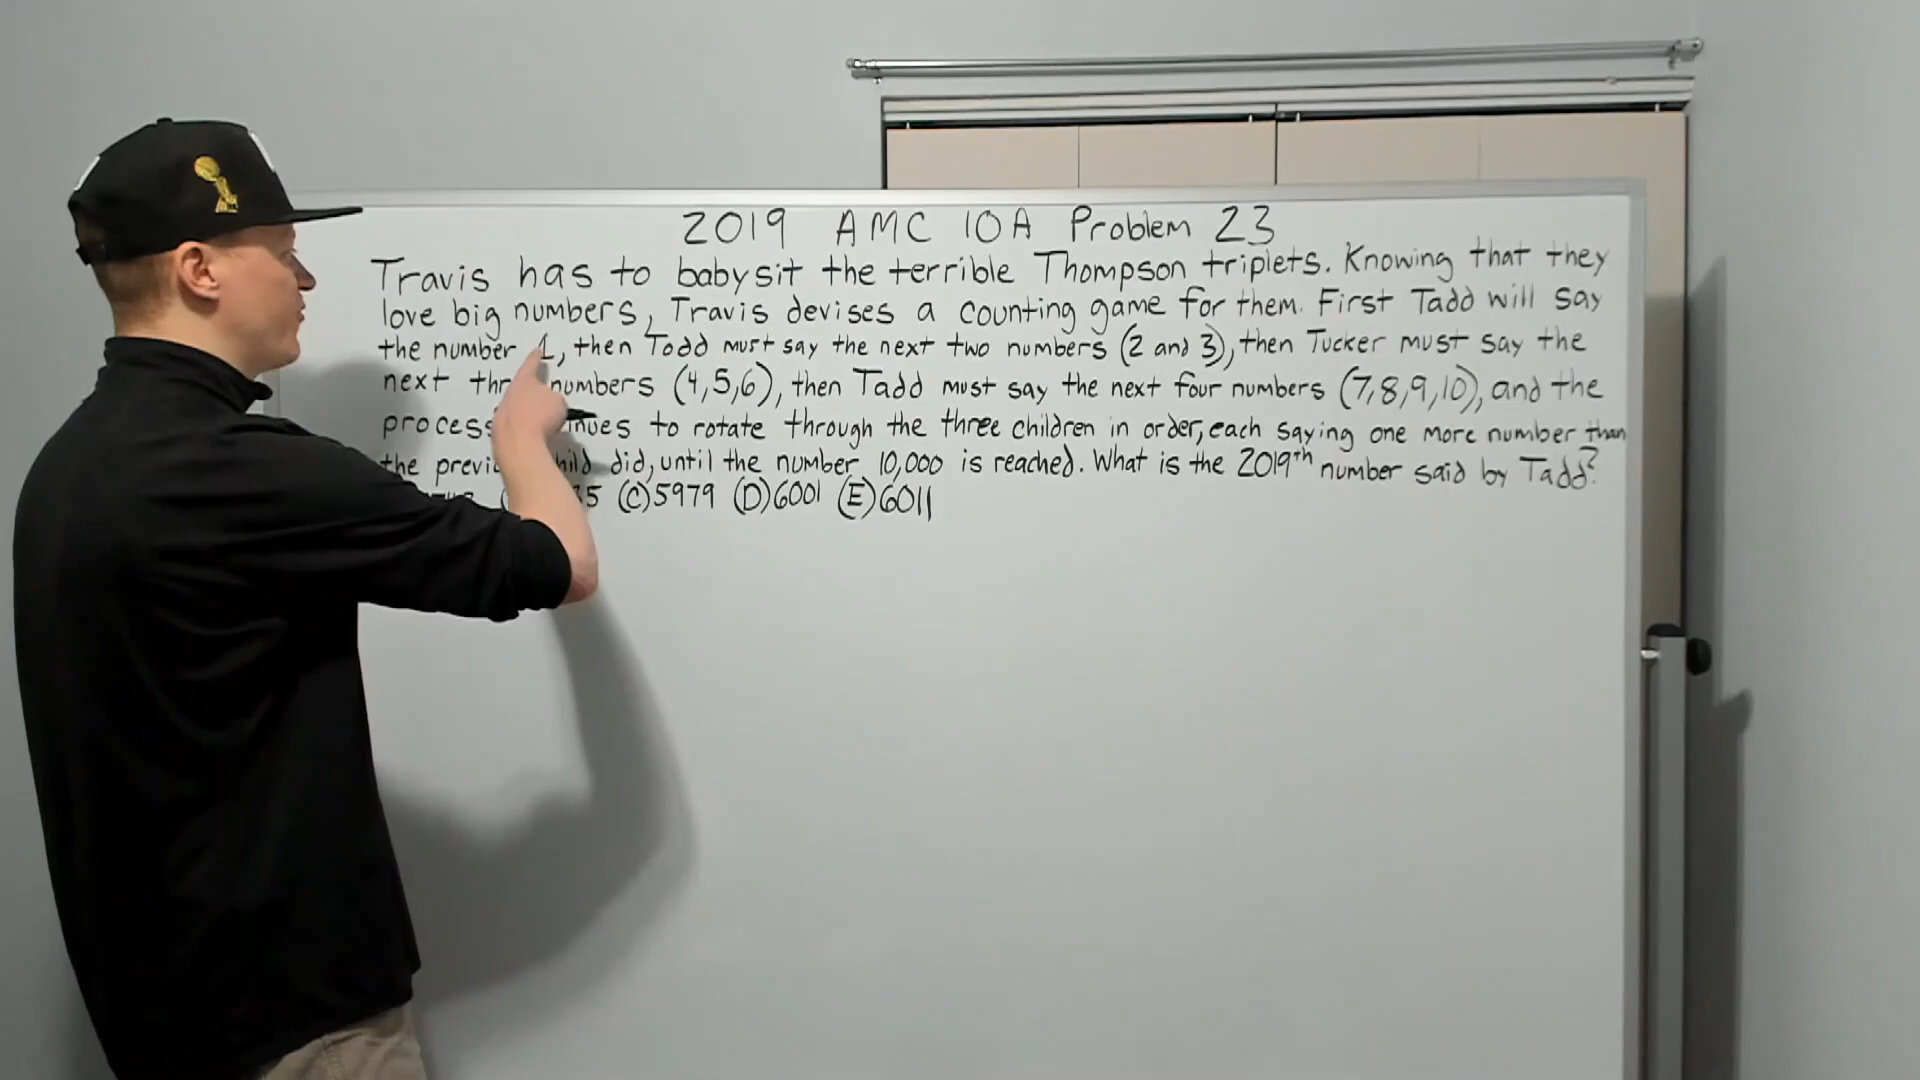 2019 AMC 10A Problem 23
Travis has to babysit the terrible Thompson triplets. Knowing that they
love big numbers, Travis devises a counting game for them. First Tadd will say
the number 1, then Todd must say the next two numbers (2 and 3), then Tucker must say the
next numbers (4,5,6), then Tadd must say the next four numbers (7,8,9,10), and the
process to rotate through the three children in order, each saying one more number than
the did, until the number 10,000 is reached. What is the 2019th number said by Tadd?
(C)5979 (D)6001 (E)6011